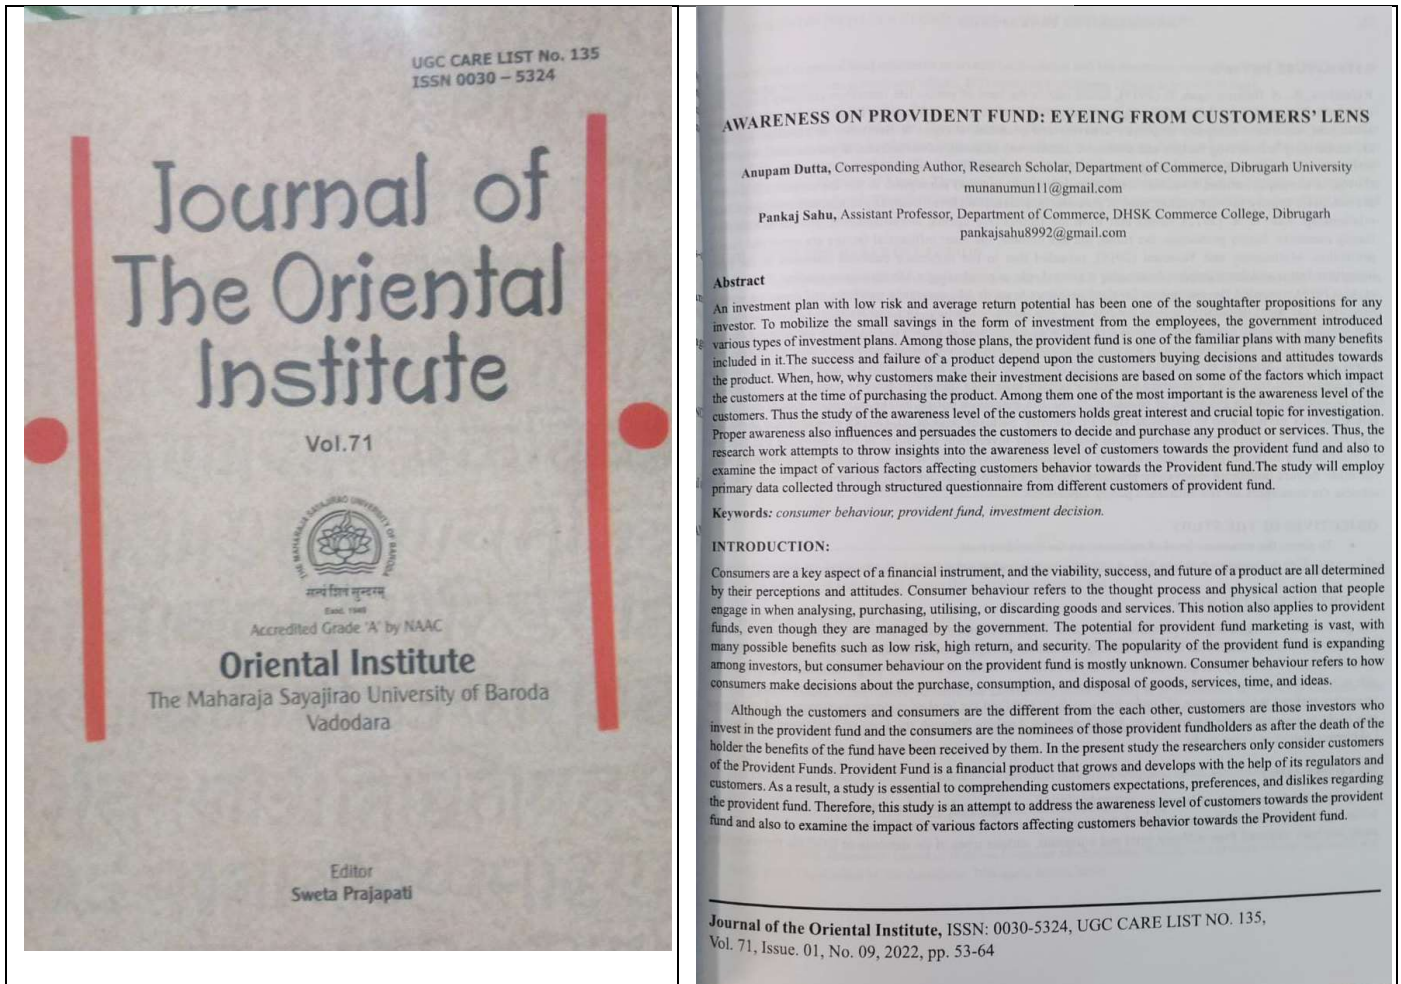 UGC CARE LIST No. 135
ISSN 0030 – 5324
Journal of
The Oriental
Institute
Vol.71
THE MAHARAJA SAYAJIRAO UNIVERSITY OF BARODA
सत्यं शिवं सुन्दरम्
Estd. 1949
Accredited Grade 'A' by NAAC
Oriental Institute
The Maharaja Sayajirao University of Baroda
Vadodara
Editor
Sweta Prajapati
AWARENESS ON PROVIDENT FUND: EYEING FROM CUSTOMERS' LENS
Anupam Dutta, Corresponding Author, Research Scholar, Department of Commerce, Dibrugarh University
munanumun11@gmail.com
Pankaj Sahu, Assistant Professor, Department of Commerce, DHSK Commerce College, Dibrugarh
pankajsahu8992@gmail.com
Abstract
An investment plan with low risk and average return potential has been one of the soughtafter propositions for any
investor. To mobilize the small savings in the form of investment from the employees, the government introduced
various types of investment plans. Among those plans, the provident fund is one of the familiar plans with many benefits
included in it.The success and failure of a product depend upon the customers buying decisions and attitudes towards
the product. When, how, why customers make their investment decisions are based on some of the factors which impact
the customers at the time of purchasing the product. Among them one of the most important is the awareness level of the
customers. Thus the study of the awareness level of the customers holds great interest and crucial topic for investigation.
Proper awareness also influences and persuades the customers to decide and purchase any product or services. Thus, the
research work attempts to throw insights into the awareness level of customers towards the provident fund and also to
examine the impact of various factors affecting customers behavior towards the Provident fund.The study will employ
primary data collected through structured questionnaire from different customers of provident fund.
Keywords: consumer behaviour, provident fund, investment decision.
INTRODUCTION:
Consumers are a key aspect of a financial instrument, and the viability, success, and future of a product are all determined
by their perceptions and attitudes. Consumer behaviour refers to the thought process and physical action that people
engage in when analysing, purchasing, utilising, or discarding goods and services. This notion also applies to provident
funds, even though they are managed by the government. The potential for provident fund marketing is vast, with
many possible benefits such as low risk, high return, and security. The popularity of the provident fund is expanding
among investors, but consumer behaviour on the provident fund is mostly unknown. Consumer behaviour refers to how
consumers make decisions about the purchase, consumption, and disposal of goods, services, time, and ideas.
Although the customers and consumers are the different from the each other, customers are those investors who
invest in the provident fund and the consumers are the nominees of those provident fundholders as after the death of the
holder the benefits of the fund have been received by them. In the present study the researchers only consider customers
of the Provident Funds. Provident Fund is a financial product that grows and develops with the help of its regulators and
customers. As a result, a study is essential to comprehending customers expectations, preferences, and dislikes regarding
the provident fund. Therefore, this study is an attempt to address the awareness level of customers towards the provident
fund and also to examine the impact of various factors affecting customers behavior towards the Provident fund.
Journal of the Oriental Institute, ISSN: 0030-5324, UGC CARE LIST NO. 135,
Vol. 71, Issue. 01, No. 09, 2022, pp. 53-64